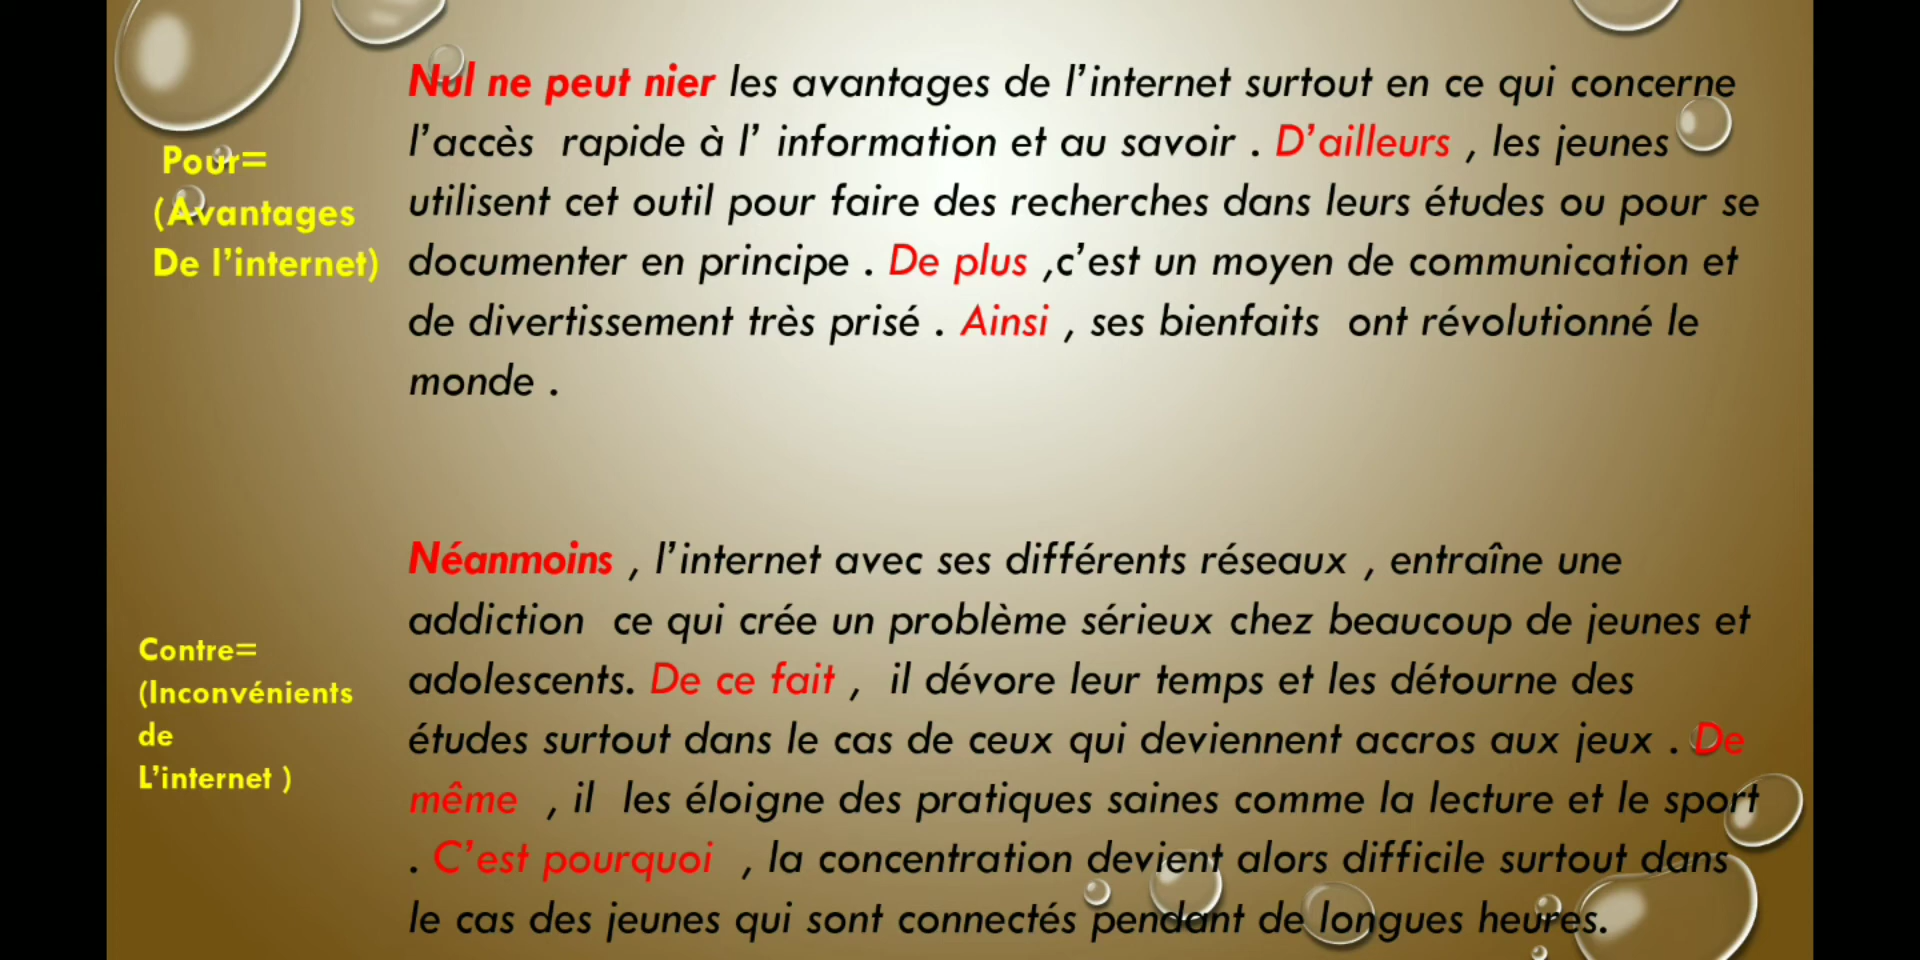 Pour=
(Avantages
De l’internet)
Nul ne peut nier les avantages de l’internet surtout en ce qui concerne
l’accès rapide à l’ information et au savoir . D’ailleurs , les jeunes
utilisent cet outil pour faire des recherches dans leurs études ou pour se
documenter en principe . De plus ,c’est un moyen de communication et
de divertissement très prisé . Ainsi , ses bienfaits ont révolutionné le
monde .
Contre=
(Inconvénients
de
L’internet )
Néanmoins , l’internet avec ses différents réseaux , entraîne une
addiction ce qui crée un problème sérieux chez beaucoup de jeunes et
adolescents. De ce fait , il dévore leur temps et les détourne des
études surtout dans le cas de ceux qui deviennent accros aux jeux . De
même , il les éloigne des pratiques saines comme la lecture et le sport
. C’est pourquoi , la concentration devient alors difficile surtout dans
le cas des jeunes qui sont connectés pendant de longues heures.